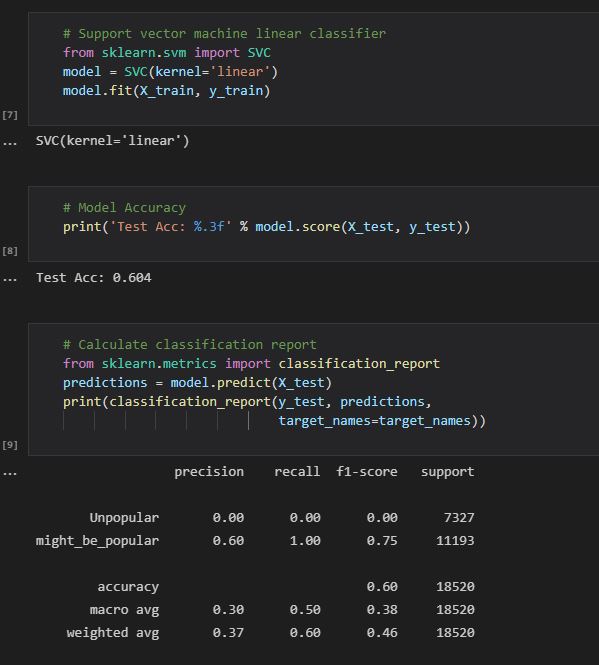 # Support vector machine linear classifier
from sklearn.svm import SVC
model = SVC(kernel='linear')
model.fit(X_train, y_train)
[7]
... SVC(kernel='linear')
# Model Accuracy
print('Test Acc: %.3f' % model.score(X_test, y_test))
[8]
... Test Acc: 0.604
# Calculate classification report
from sklearn.metrics import classification_report
predictions = model.predict(X_test)
print(classification_report(y_test, predictions,
target_names=target_names))
[9]
... precision recall f1-score support
Unpopular 0.00 0.00 0.00 7327
might_be_popular 0.60 1.00 0.75 11193
accuracy 0.60 18520
macro avg 0.30 0.50 0.38 18520
weighted avg 0.37 0.60 0.46 18520